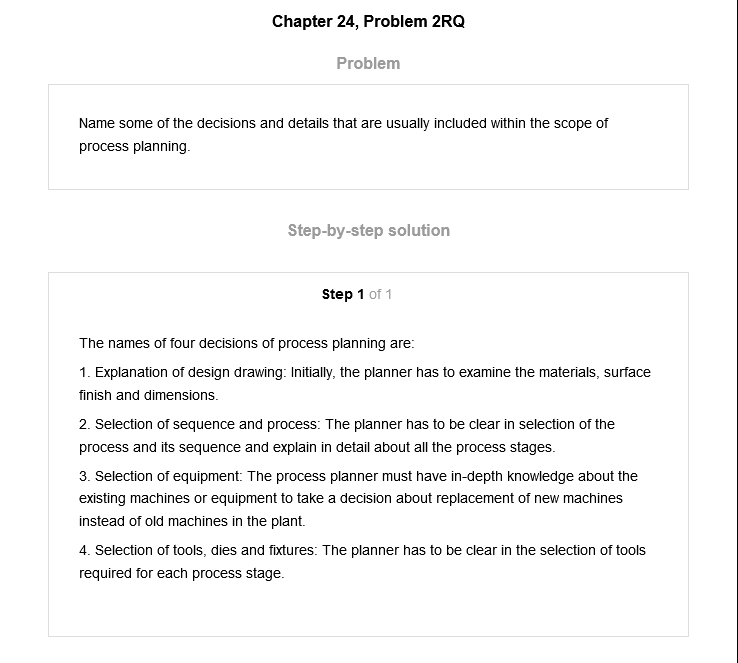 Chapter 24, Problem 2RQ
Problem
Name some of the decisions and details that are usually included within the scope of
process planning.
Step-by-step solution
Step 1 of 1
The names of four decisions of process planning are:
1. Explanation of design drawing: Initially, the planner has to examine the materials, surface
finish and dimensions.
2. Selection of sequence and process: The planner has to be clear in selection of the
process and its sequence and explain in detail about all the process stages.
3. Selection of equipment: The process planner must have in-depth knowledge about the
existing machines or equipment to take a decision about replacement of new machines
instead of old machines in the plant.
4. Selection of tools, dies and fixtures: The planner has to be clear in the selection of tools
required for each process stage.